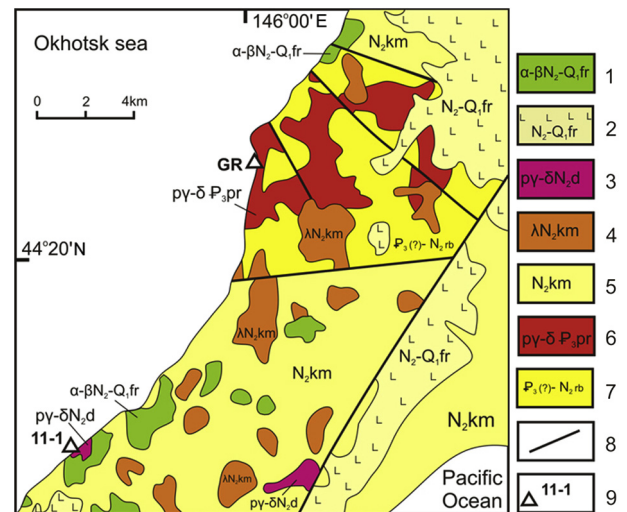 146°00'E
Okhotsk sea
α-βN₂-Q₁fr
N₂km
0 2 4km
N₂-Q₁fr
GR
pγ-δ P₃pr
λN₂km
P₃(?)-N₂rb
44°20'N
λN₂km
N₂-Q₁fr
N₂km
α-βN₂-Q₁fr
pγ-δN₂d
11-1
N₂km
λN₂km
pγ-δN₂d
Pacific
Ocean
α-βN₂-Q₁fr 1
L L L L
N₂-Q₁fr 2
pγ-δN₂d 3
λN₂km 4
N₂km 5
pγ-δ P₃pr 6
P₃(?)-N₂rb 7
8
11-1 9